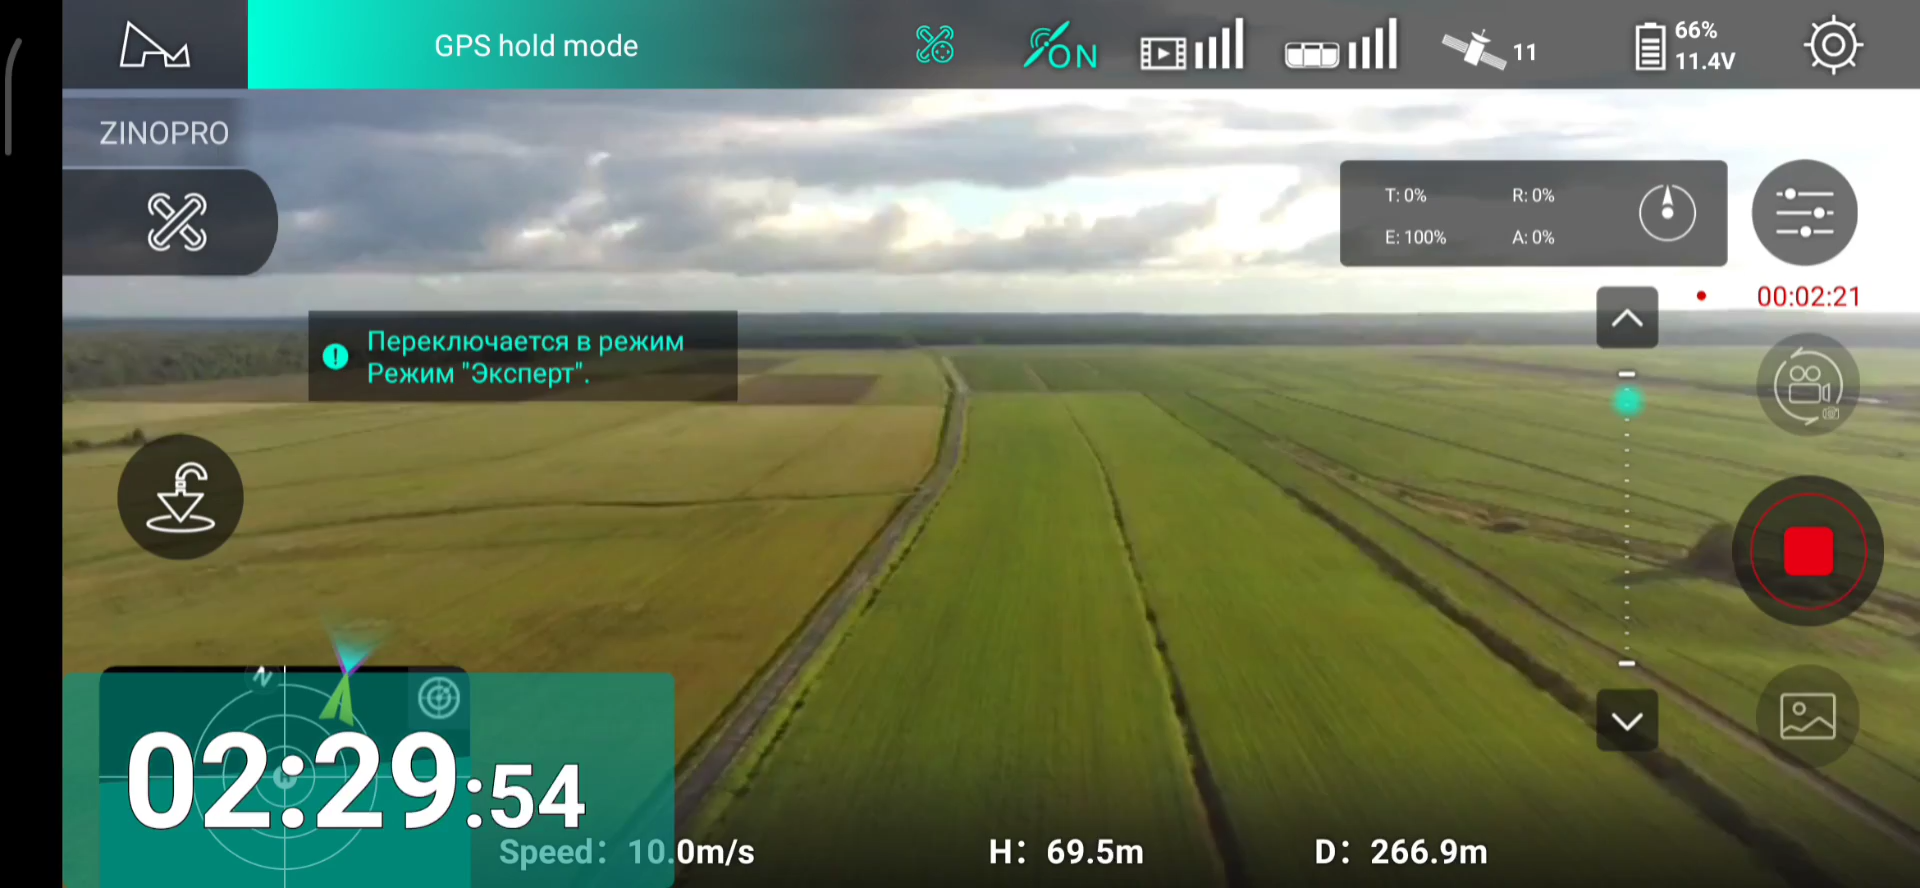 GPS hold mode
ON
11
66%
11.4V
ZINOPRO
T: 0%
R: 0%
E: 100%
A: 0%
00:02:21
Переключается в режим
Режим "Эксперт".
N
02:29:54
Speed: 10.0m/s
H: 69.5m
D: 266.9m